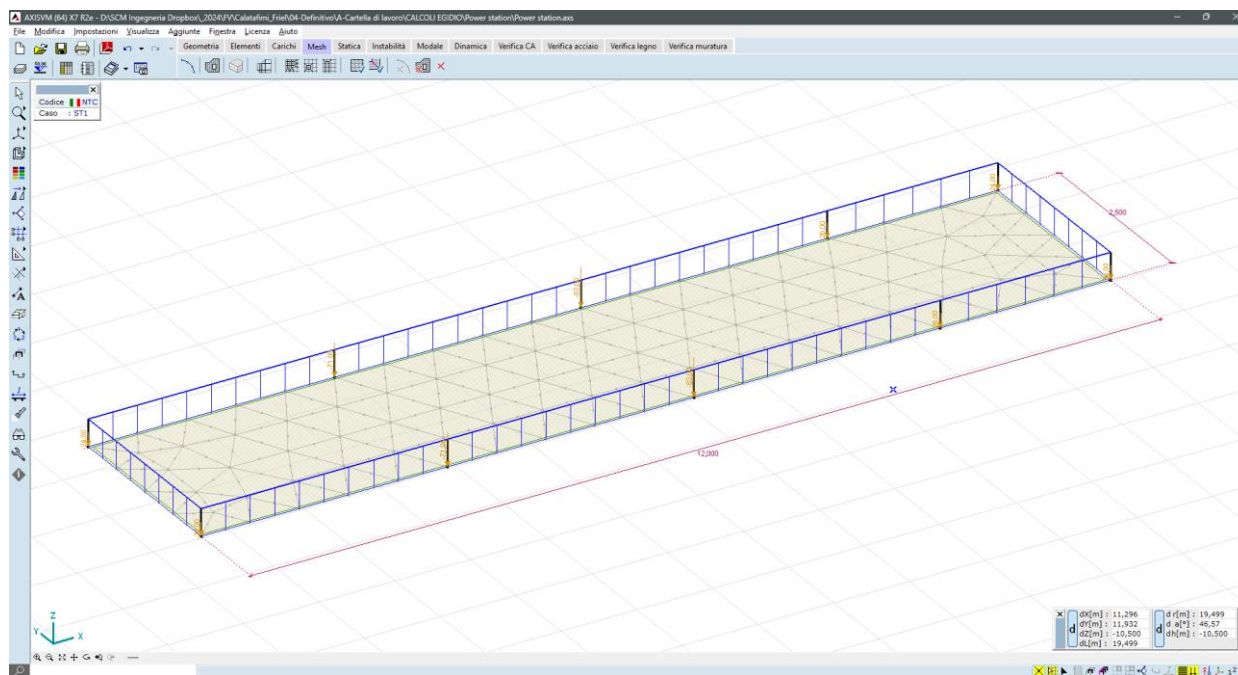 AXISVM (64) X7 R2e - D:\SCM Ingegneria Dropbox\_2024\FV\Calatafimi_Friel\04-Definitivo\A-Cartella di lavoro\CALCOLI EGIDIO\Power station\Power station.axs
File Modifica Impostazioni Visualizza Aggiunte Finestra Licenza Aiuto
Geometria Elementi Carichi Mesh Statica Instabilità Modale Dinamica Verifica CA Verifica acciaio Verifica legno Verifica muratura
Codice NTC
Caso : ST1
2,500
12,000
Z
Y
X
dX[m] : 11,296
dY[m] : 11,932
dZ[m] : -10,500
dL[m] : 19,499
d
d r[m] : 19,499
d a[°] : 46,57
dh[m] : -10,500
d